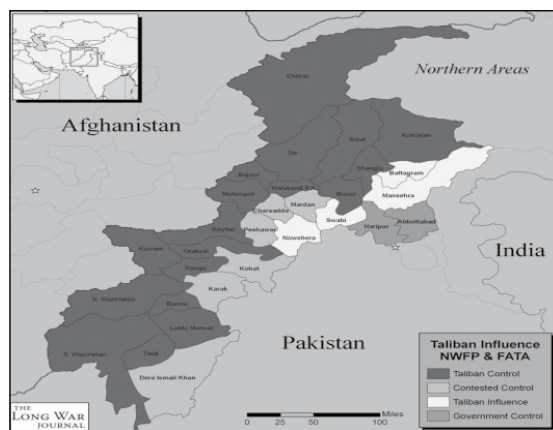 Northern Areas
Chitral
Afghanistan
Kohistan
Swat
Dir
Shangla
Battagram
Bajaur
Mansehra
Malakand P.A.
Mohmand
Buner
Mardan
Charsadda
Swabi
Abbottabad
Khyber
Peshawar
Haripur
Nowshera
India
Kurram
Orakzai
Kohat
Hangu
Karak
N. Waziristan
Bannu
Lakki Marwat
Pakistan
S. Waziristan
Tank
Dera Ismail Khan
Taliban Influence
NWFP & FATA
Taliban Control
Contested Control
Taliban Influence
Government Control
0 50 100
Miles
THE
LONG WAR
JOURNAL